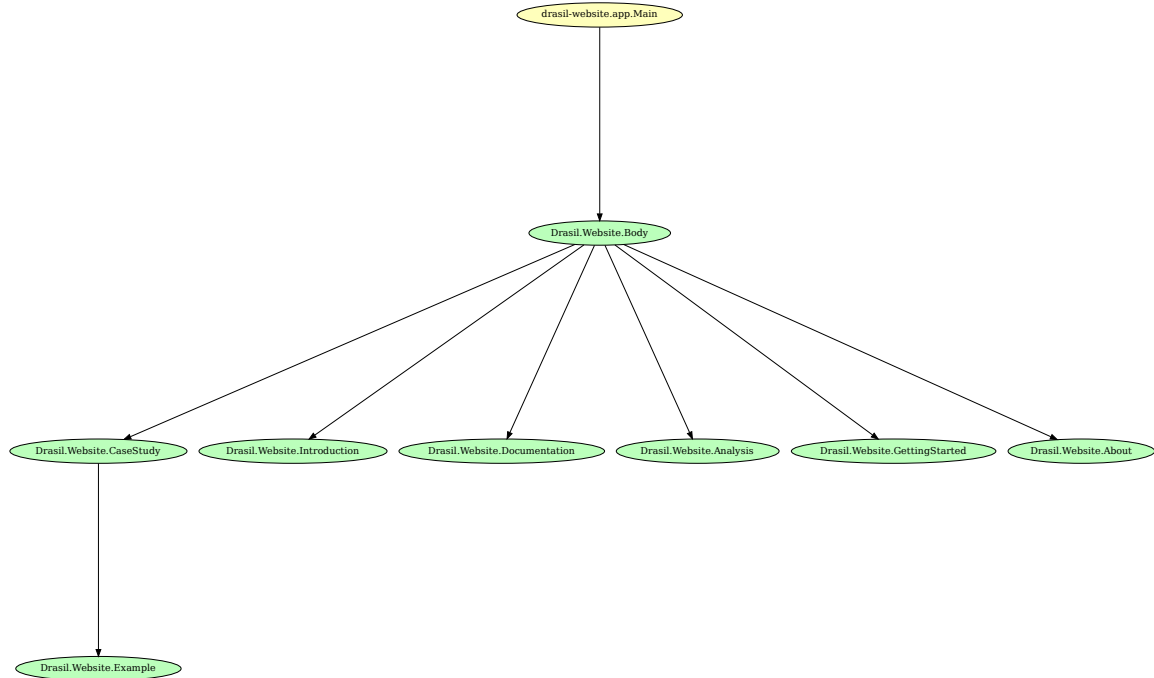 drasil-website.app.Main
Drasil.Website.Body
Drasil.Website.CaseStudy
Drasil.Website.Introduction
Drasil.Website.Documentation
Drasil.Website.Analysis
Drasil.Website.GettingStarted
Drasil.Website.About
Drasil.Website.Example